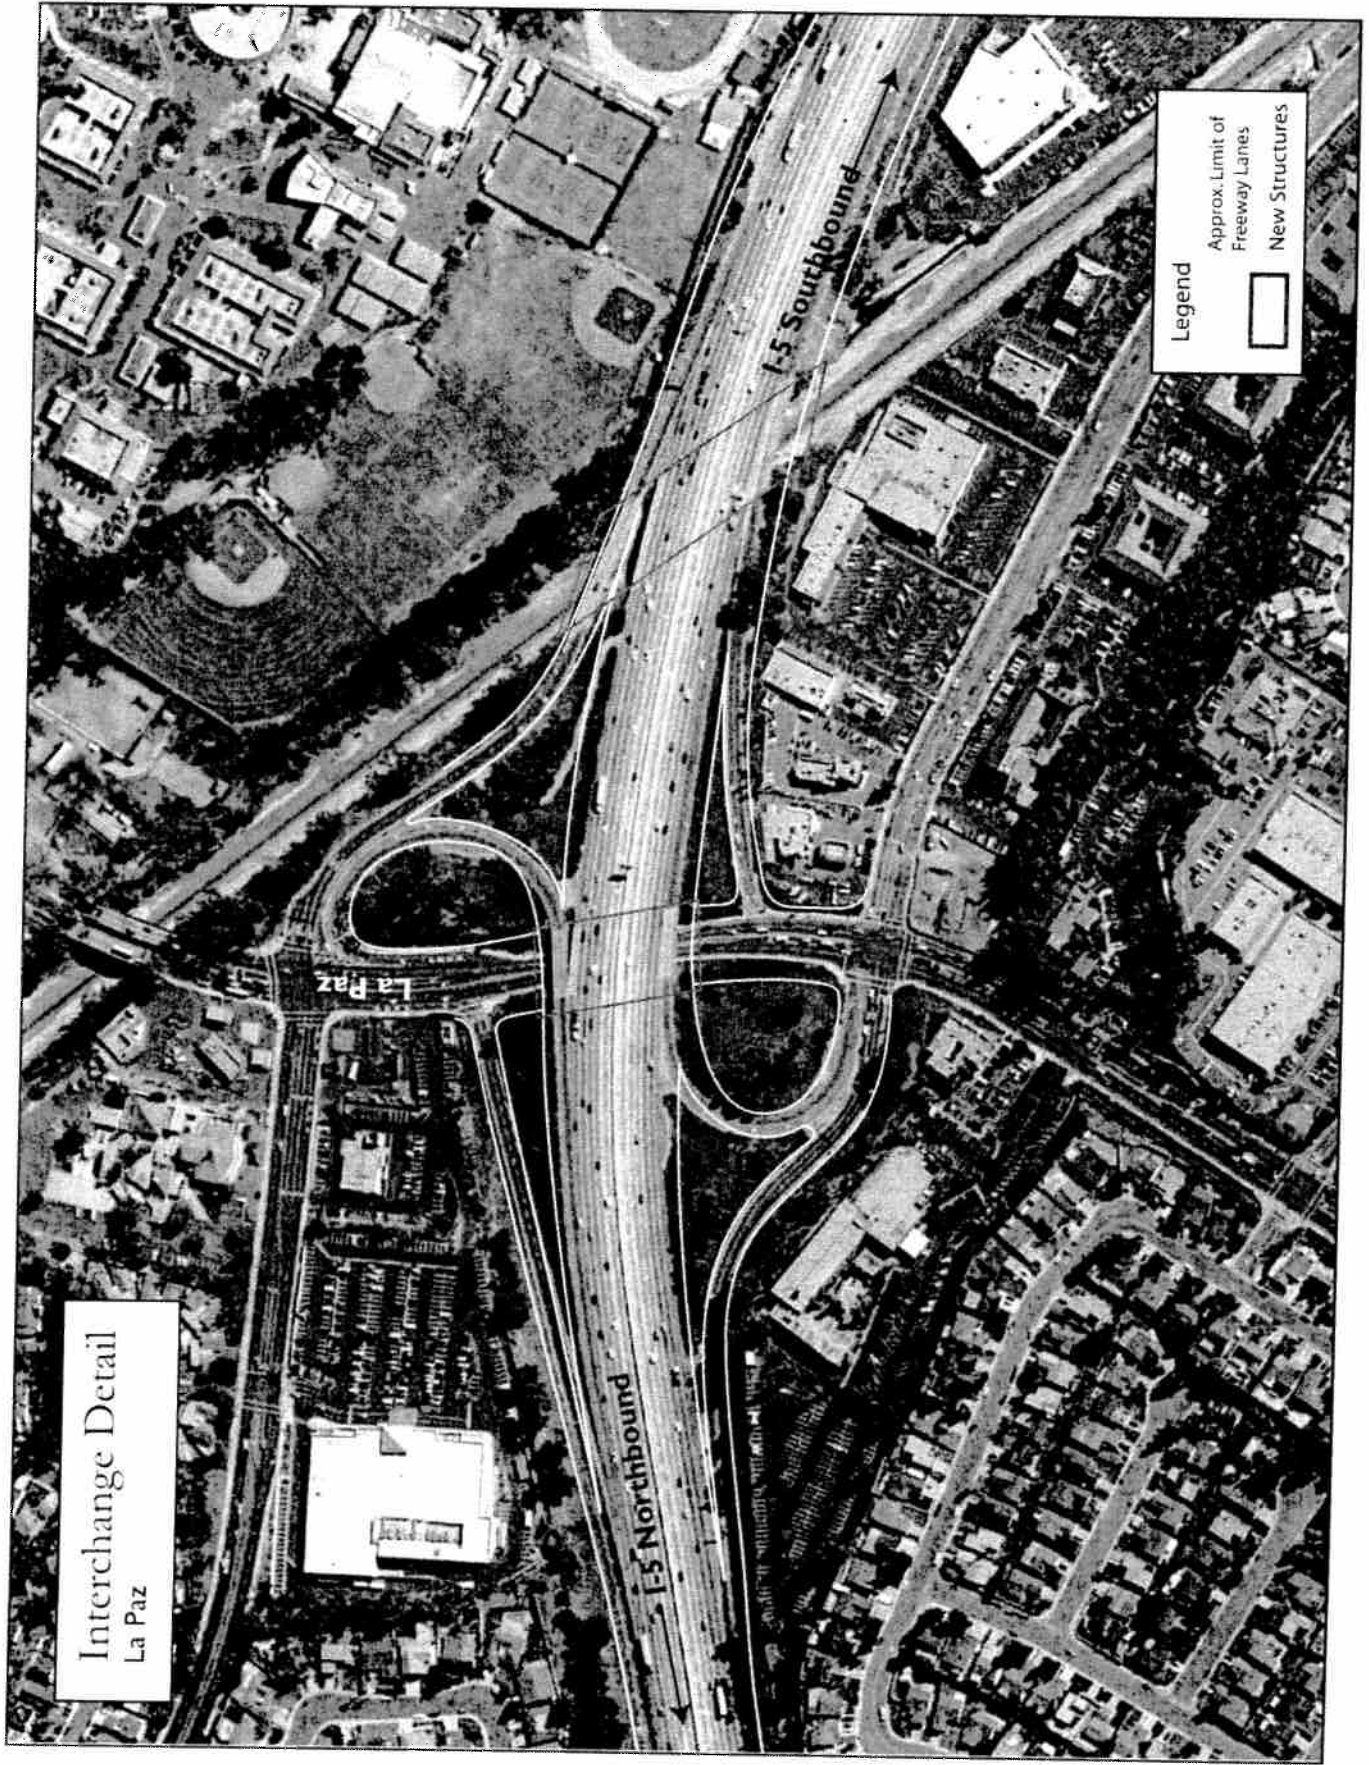 Interchange Detail
La Paz
La Paz
I-5 Northbound
I-5 Southbound
Legend
Approx. Limit of
Freeway Lanes
New Structures